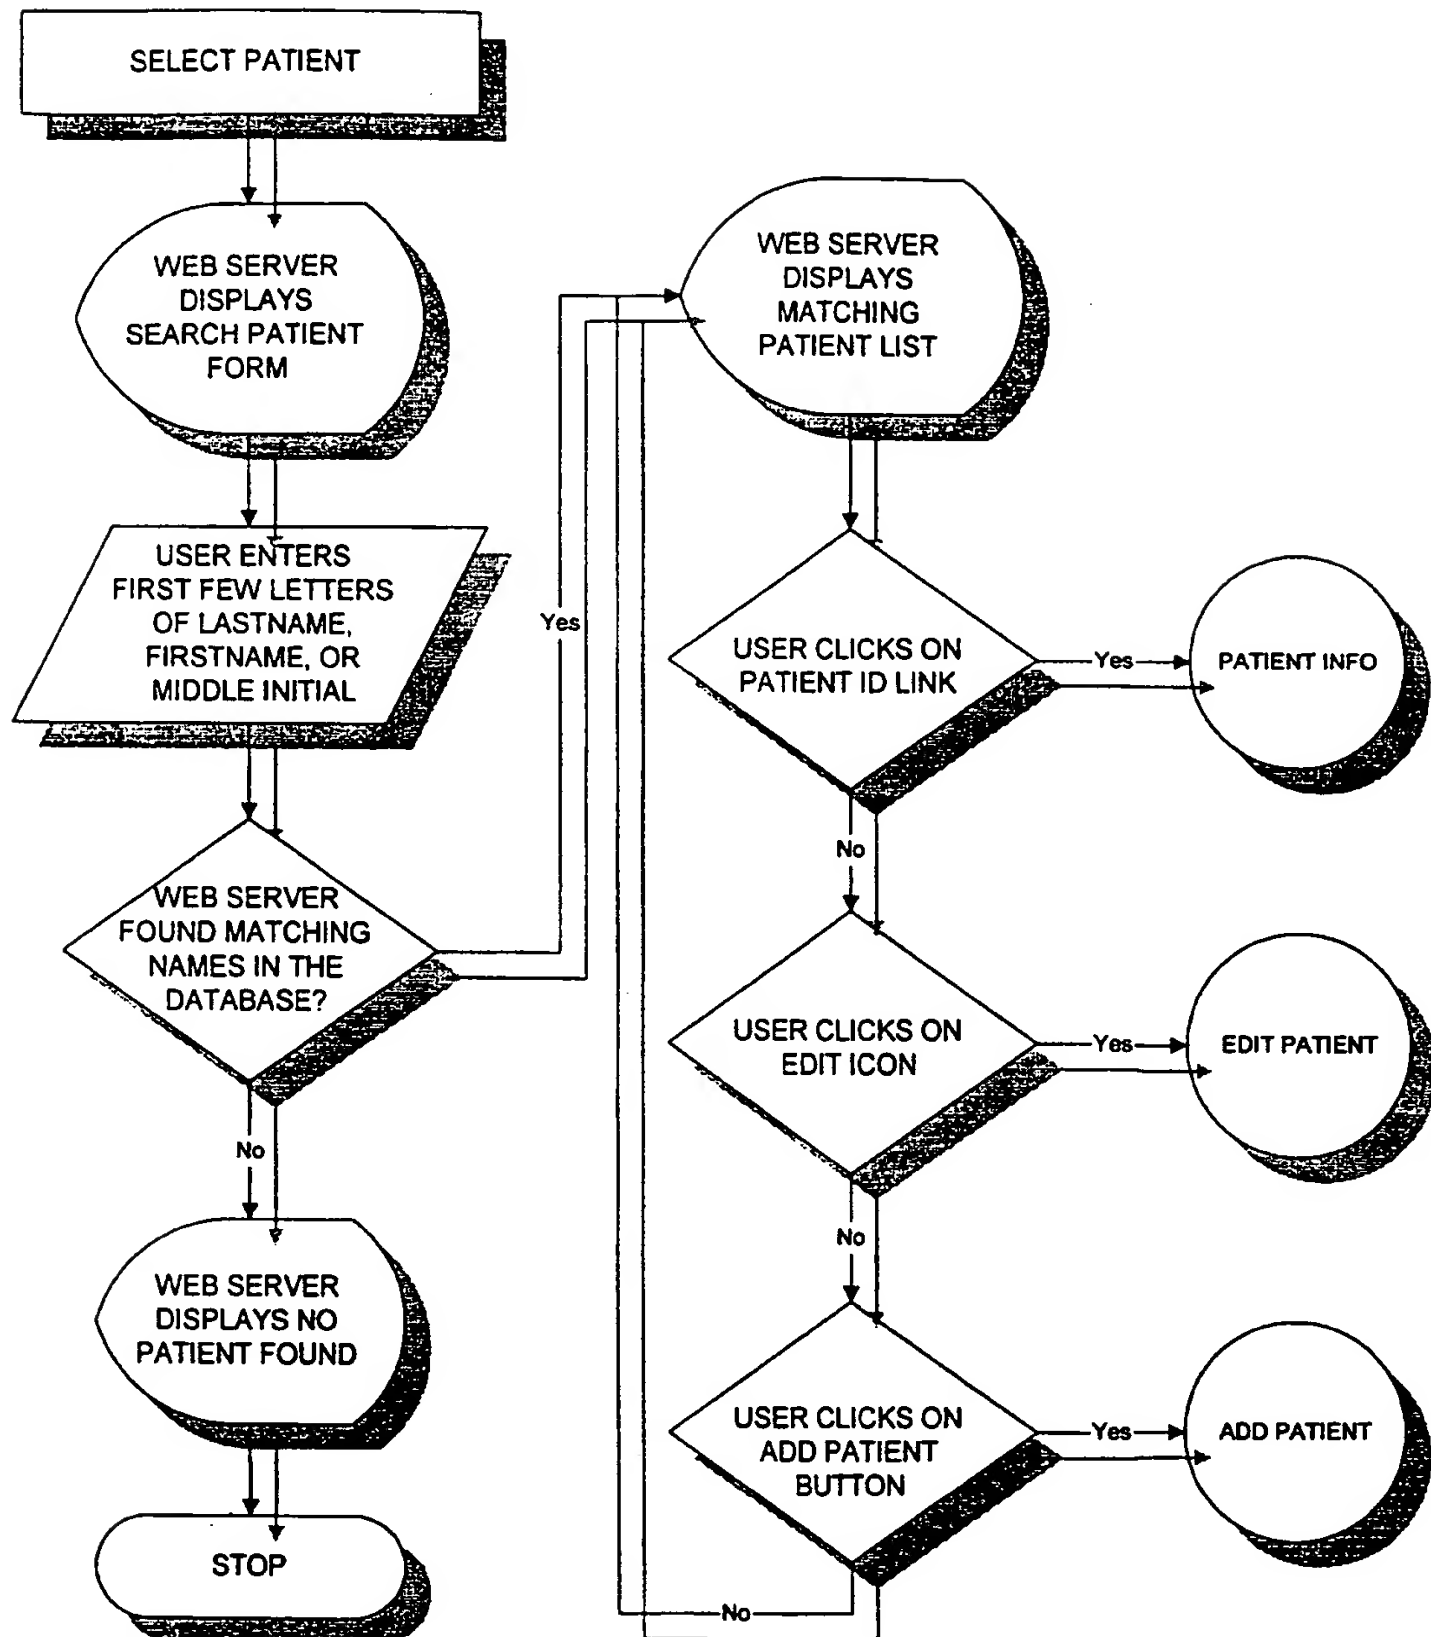 SELECT PATIENT
WEB SERVER
DISPLAYS
SEARCH PATIENT
FORM
USER ENTERS
FIRST FEW LETTERS
OF LASTNAME,
FIRSTNAME, OR
MIDDLE INITIAL
WEB SERVER
FOUND MATCHING
NAMES IN THE
DATABASE?
Yes
No
WEB SERVER
DISPLAYS NO
PATIENT FOUND
STOP
WEB SERVER
DISPLAYS
MATCHING
PATIENT LIST
USER CLICKS ON
PATIENT ID LINK
Yes
PATIENT INFO
No
USER CLICKS ON
EDIT ICON
Yes
EDIT PATIENT
No
USER CLICKS ON
ADD PATIENT
BUTTON
Yes
ADD PATIENT
No